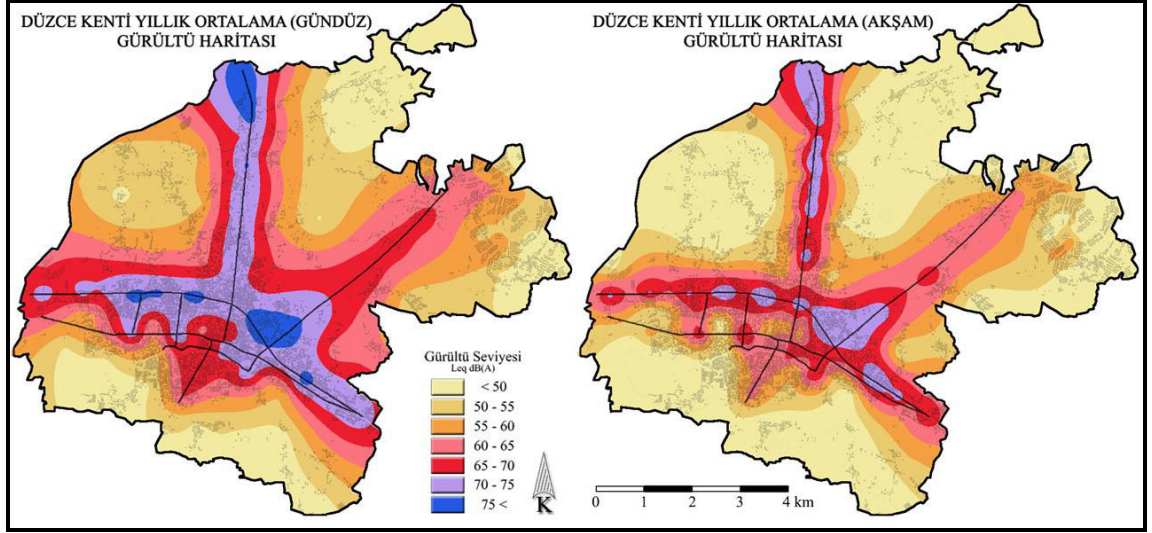 DÜZCE KENTİ YILLIK ORTALAMA (GÜNDÜZ)
GÜRÜLTÜ HARİTASI
DÜZCE KENTİ YILLIK ORTALAMA (AKŞAM)
GÜRÜLTÜ HARİTASI
Gürültü Seviyesi
Leq dB(A)
< 50
50 - 55
55 - 60
60 - 65
65 - 70
70 - 75
75 <
K
0 1 2 3 4 km